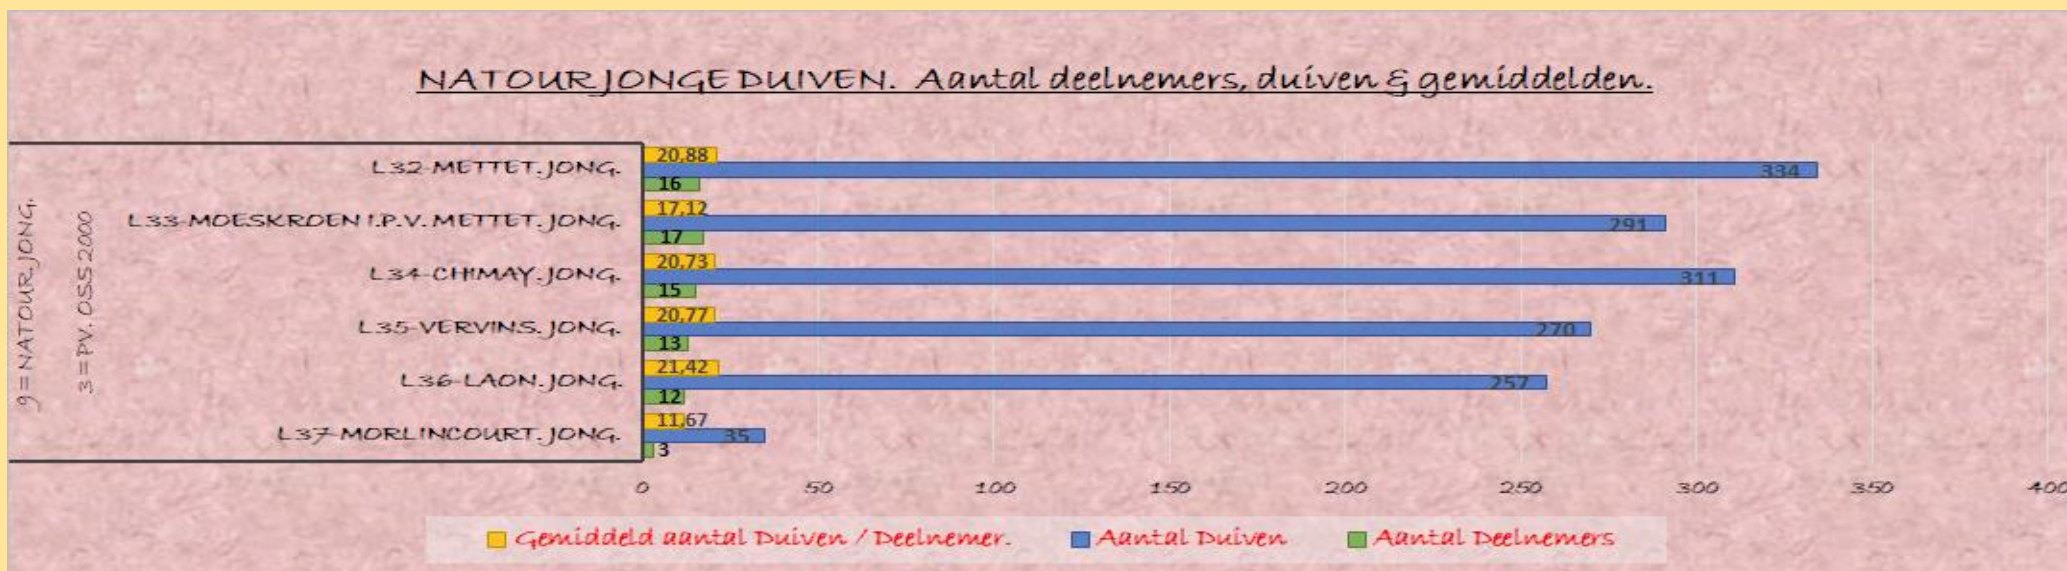 NATOUR JONGE DUIVEN. Aantal deelnemers, duiven & gemiddelden.
9 = NATOUR. JONG.
3 = PV. OSS 2000
L32-METTET. JONG.
20,88
334
16
L33-MOESKROEN I.P.V. METTET. JONG.
17,12
291
17
L34-CHIMAY. JONG.
20,73
311
15
L35-VERVINS. JONG.
20,77
270
13
L36-LAON. JONG.
21,42
257
12
L37-MORLINCOURT. JONG.
11,67
35
3
0 50 100 150 200 250 300 350 400
Gemiddeld aantal Duiven / Deelnemer. Aantal Duiven Aantal Deelnemers